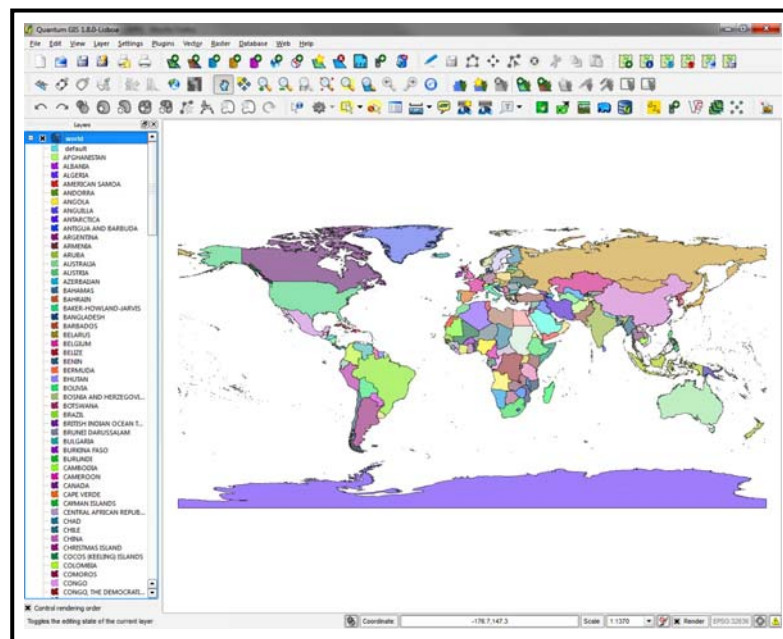 Quantum GIS 1.8.0-Lisboa
File Edit View Layer Settings Plugins Vector Raster Database Web Help
Layers
world
default
AFGHANISTAN
ALBANIA
ALGERIA
AMERICAN SAMOA
ANDORRA
ANGOLA
ANGUILLA
ANTARCTICA
ANTIGUA AND BARBUDA
ARGENTINA
ARMENIA
ARUBA
AUSTRALIA
AUSTRIA
AZERBAIJAN
BAHAMAS
BAHRAIN
BAKER-HOWLAND-JARVIS
BANGLADESH
BARBADOS
BELARUS
BELGIUM
BELIZE
BENIN
BERMUDA
BHUTAN
BOLIVIA
BOSNIA AND HERZEGOVI...
BOTSWANA
BRAZIL
BRITISH INDIAN OCEAN T...
BRUNEI DARUSSALAM
BULGARIA
BURKINA FASO
BURUNDI
CAMBODIA
CAMEROON
CANADA
CAPE VERDE
CAYMAN ISLANDS
CENTRAL AFRICAN REPUB...
CHAD
CHILE
CHINA
CHRISTMAS ISLAND
COCOS (KEELING) ISLANDS
COLOMBIA
COMOROS
CONGO
CONGO, THE DEMOCRATI...
Control rendering order
Toggles the editing state of the current layer Coordinate: -176.7,147.3 Scale 1:1370 Render EPSG:32636